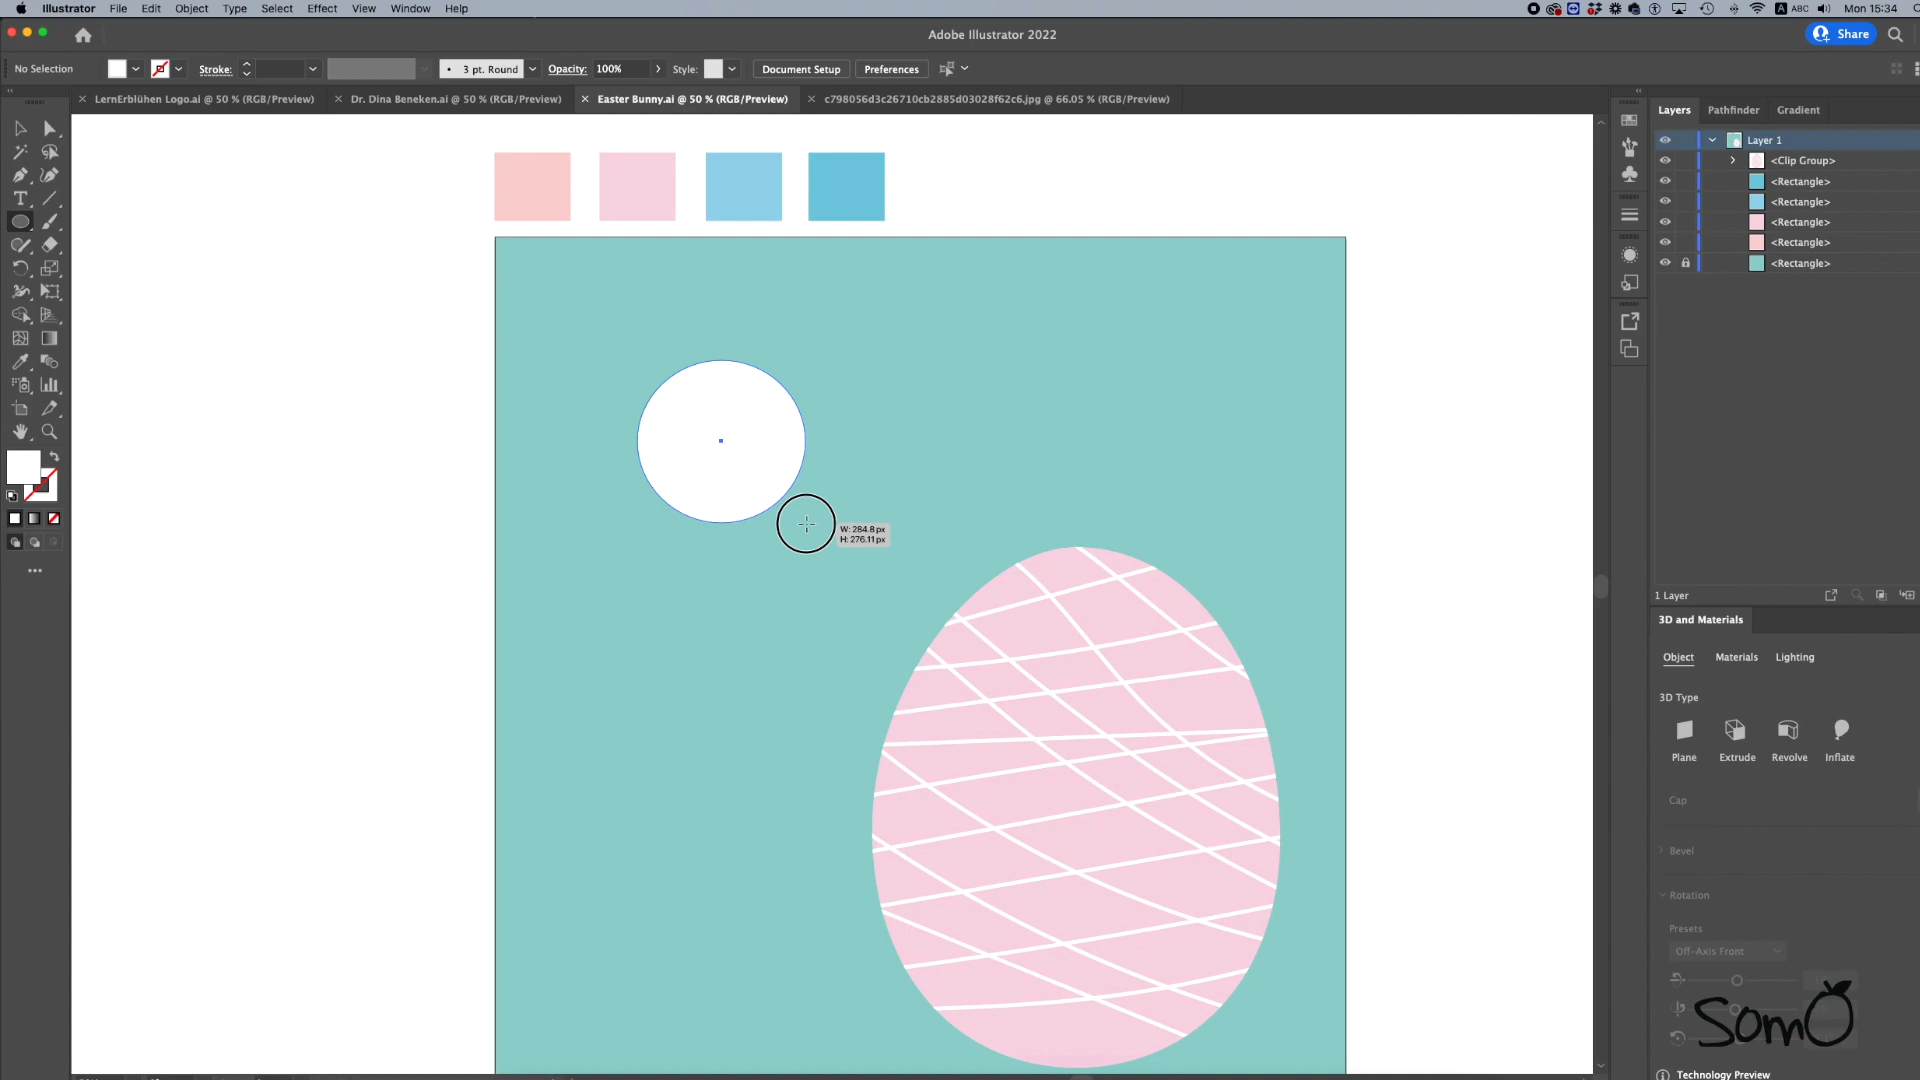 Illustrator File Edit Object Type Select Effect View Window Help
ABC Mon 15:34
Adobe Illustrator 2022
Share
No Selection Stroke: 3 pt. Round Opacity: 100% Style: Document Setup Preferences
LernErblühen Logo.ai @ 50 % (RGB/Preview) Dr. Dina Beneken.ai @ 50 % (RGB/Preview) Easter Bunny.ai @ 50 % (RGB/Preview) c798056d3c26710cb2885d03028f62c6.jpg @ 66.05 % (RGB/Preview)
Layers Pathfinder Gradient
Layer 1
<Clip Group>
<Rectangle>
<Rectangle>
<Rectangle>
<Rectangle>
<Rectangle>
W: 284.8 px
H: 276.11 px
1 Layer
3D and Materials
Object Materials Lighting
3D Type
Plane Extrude Revolve Inflate
Cap
Bevel
Rotation
Presets
Off-Axis Front
SomO
Technology Preview